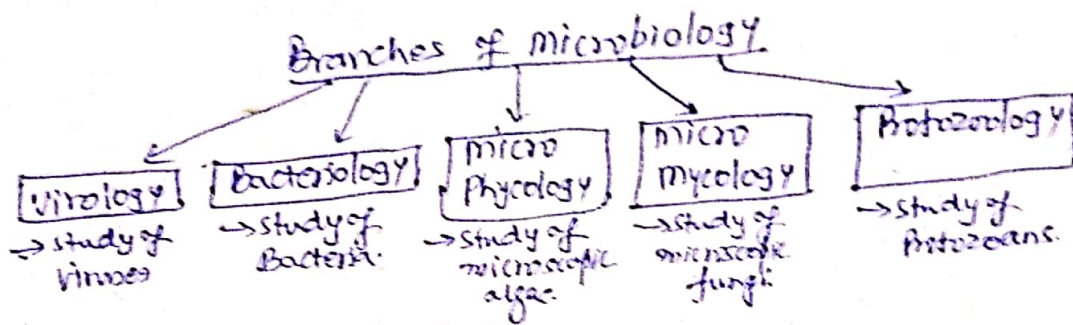 Branches of microbiology
Virology
→ study of
viruses
Bacteriology
→ study of
Bacteria.
micro
phycology
→ study of
microscopic
algae.
micro
mycology
→ study of
microscopic
fungi.
Protozoology
→ study of
Protozoans.